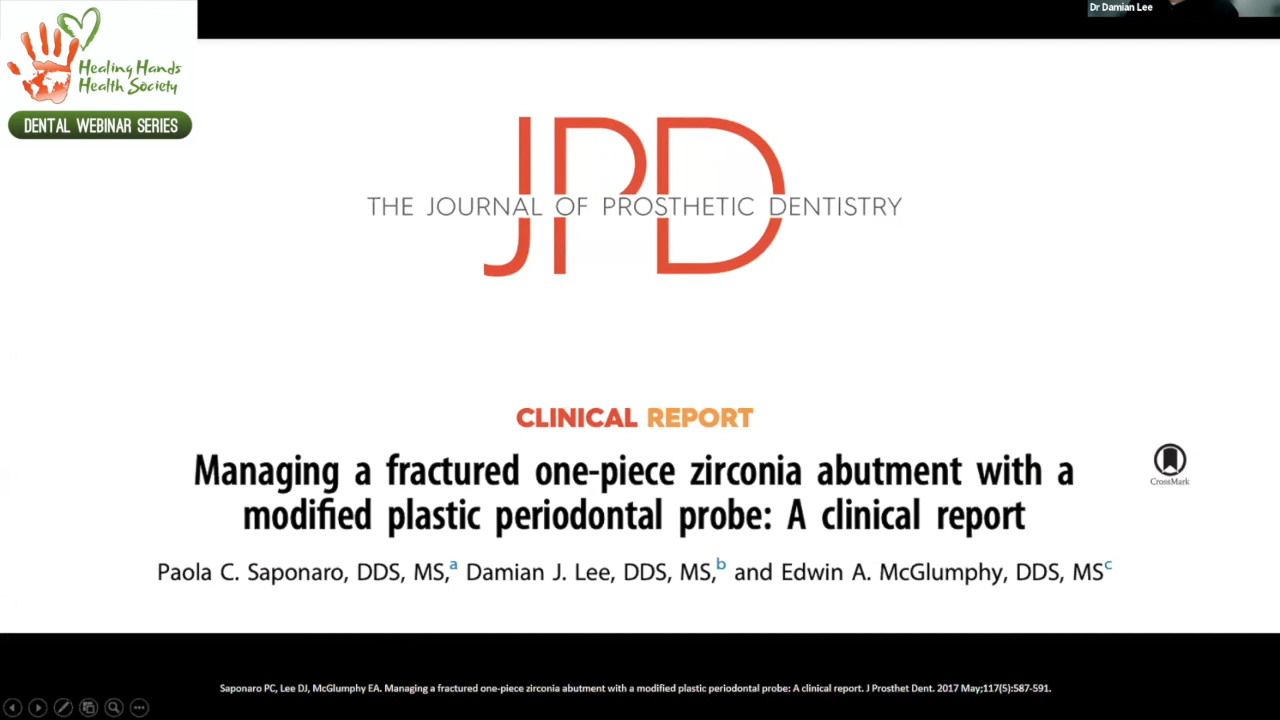 Dr Damian Lee
Healing Hands
Health Society
DENTAL WEBINAR SERIES
JPD
THE JOURNAL OF PROSTHETIC DENTISTRY
CLINICAL REPORT
Managing a fractured one-piece zirconia abutment with a
modified plastic periodontal probe: A clinical report
CrossMark
Paola C. Saponaro, DDS, MS,a Damian J. Lee, DDS, MS,b and Edwin A. McGlumphy, DDS, MSc
Saponaro PC, Lee DJ, McGlumphy EA. Managing a fractured one-piece zirconia abutment with a modified plastic periodontal probe: A clinical report. J Prosthet Dent. 2017 May;117(5):587-591.